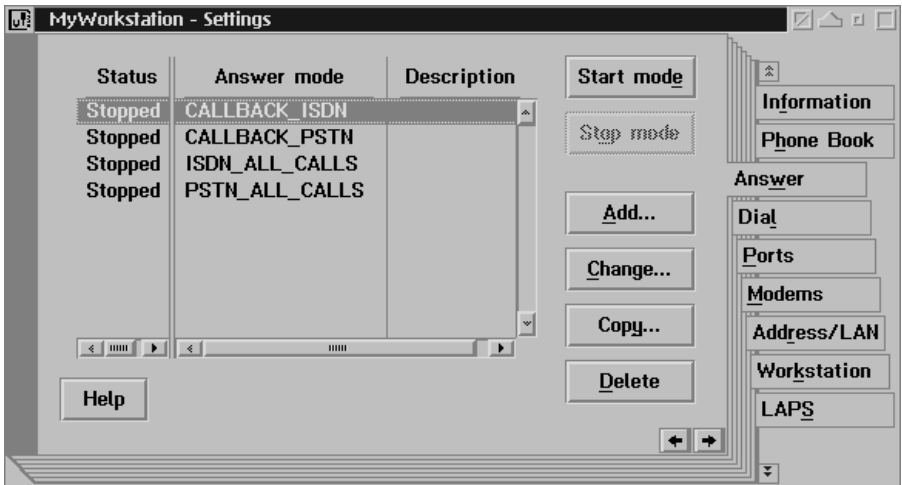 MyWorkstation - Settings
Status Answer mode Description
Stopped CALLBACK_ISDN
Stopped CALLBACK_PSTN
Stopped ISDN_ALL_CALLS
Stopped PSTN_ALL_CALLS
Start mode
Stop mode
Add...
Change...
Copy...
Delete
Help
Information
Phone Book
Answer
Dial
Ports
Modems
Address/LAN
Workstation
LAPS